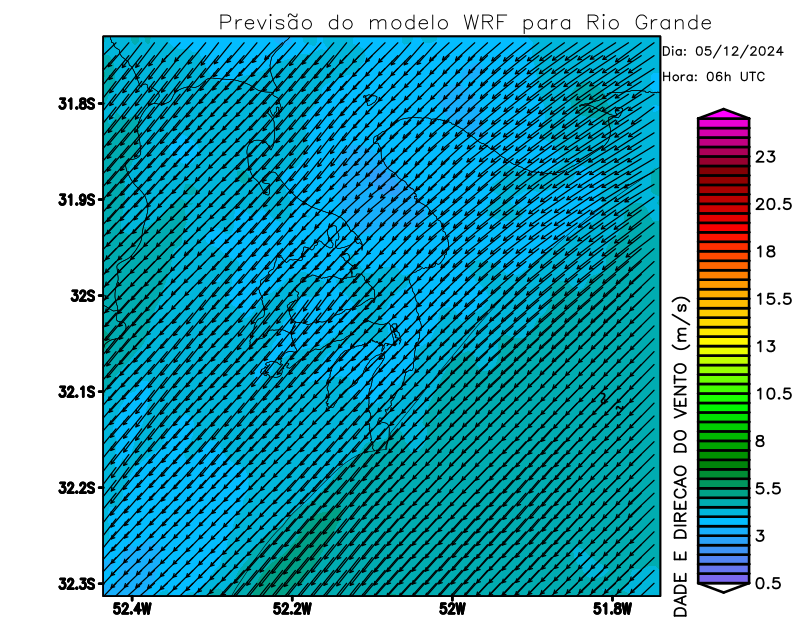 Previsão do modelo WRF para Rio Grande
Dia: 05/12/2024
Hora: 06h UTC
31.8S
31.9S
32S
32.1S
32.2S
32.3S
52.4W
52.2W
52W
51.8W
23
20.5
18
15.5
13
10.5
8
5.5
3
0.5
DADE E DIRECAO DO VENTO (m/s)